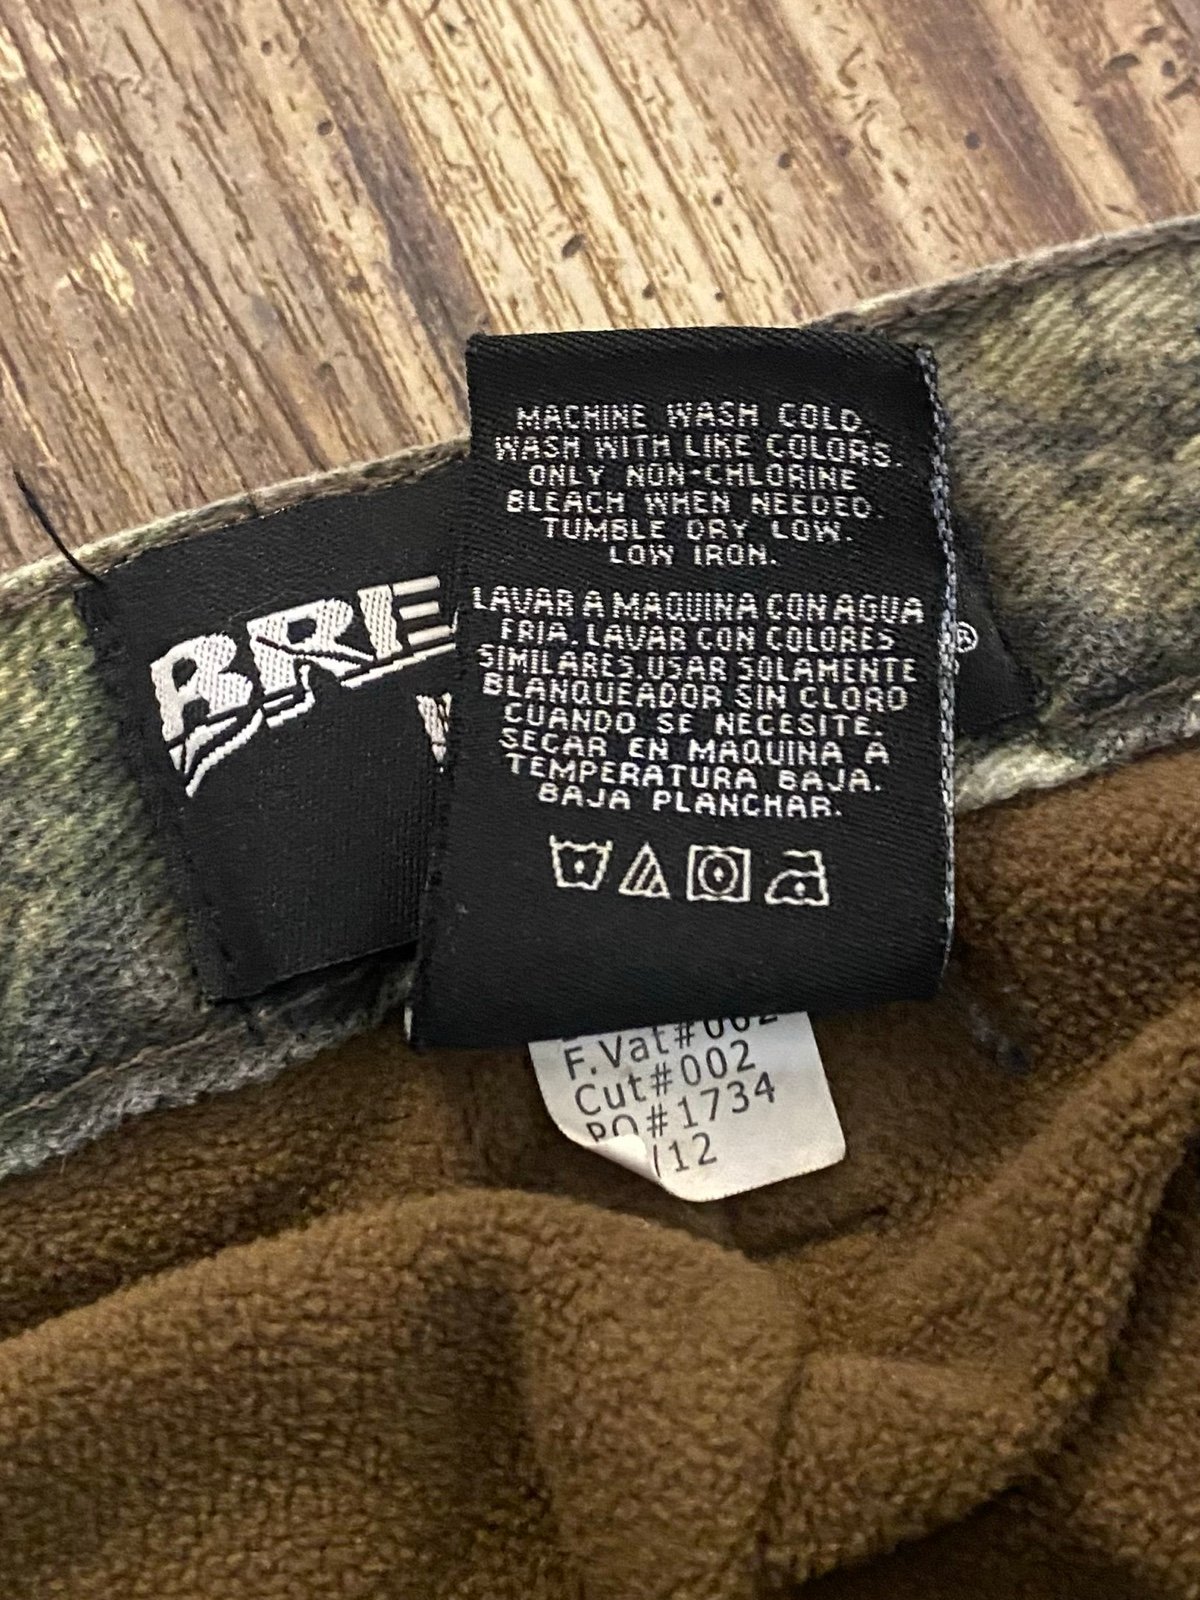 MACHINE WASH COLD.
WASH WITH LIKE COLORS.
ONLY NON-CHLORINE
BLEACH WHEN NEEDED.
TUMBLE DRY LOW.
LOW IRON.
LAVAR A MAQUINA CON AGUA
FRIA. LAVAR CON COLORES
SIMILARES. USAR SOLAMENTE
BLANQUEADOR SIN CLORO
CUANDO SE NECESITE.
SECAR EN MAQUINA A
TEMPERATURA BAJA.
BAJA PLANCHAR.
BRE
®
F.Vat#002
Cut#002
PO#1734
12